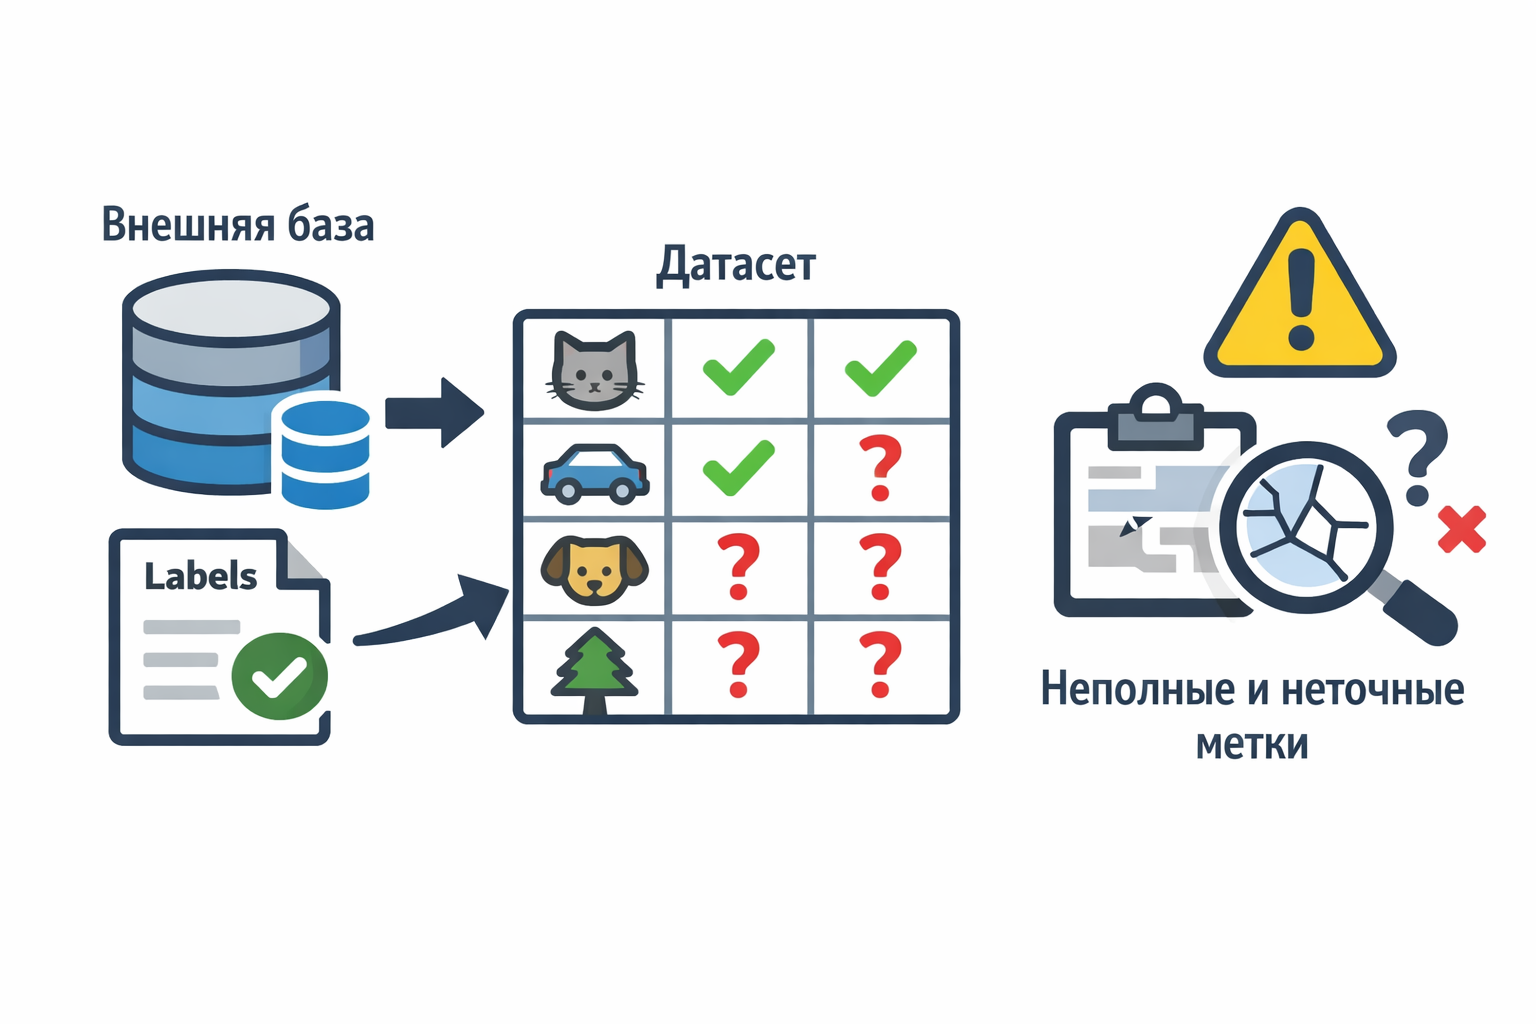 Внешняя база
Датасет
Labels
Неполные и неточные
метки